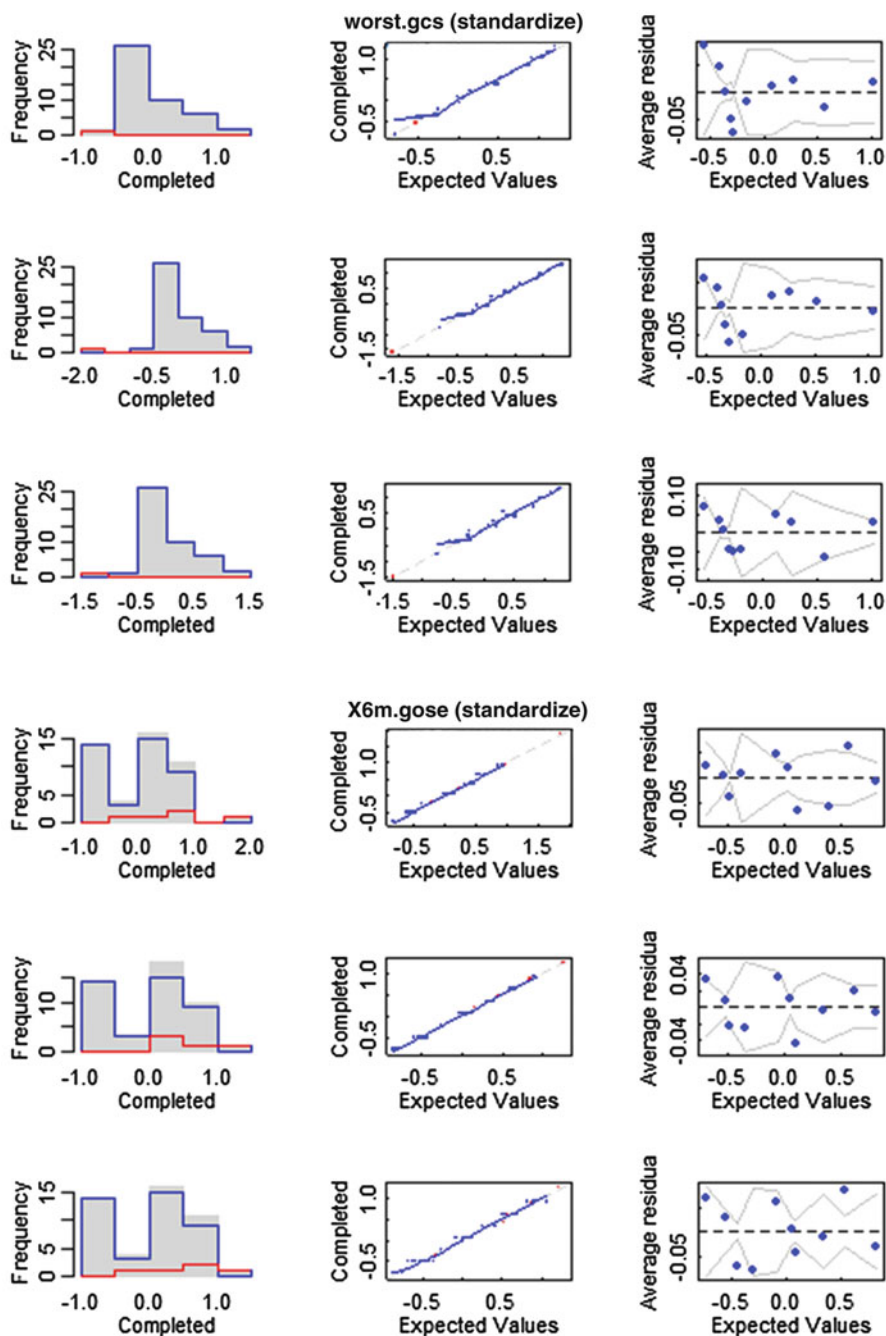 worst.gcs (standardize)
Frequency
25
10
0
-1.0 0.0 1.0
Completed
Completed
1.0
-0.5
-0.5 0.5
Expected Values
Average residua
-0.05
-0.5 0.0 0.5 1.0
Expected Values
Frequency
25
10
0
-2.0 -0.5 1.0
Completed
Completed
0.5
-1.5
-1.5 -0.5 0.5
Expected Values
Average residua
-0.05
-0.5 0.0 0.5 1.0
Expected Values
Frequency
25
10
0
-1.5 -0.5 0.5 1.5
Completed
Completed
0.5
-1.5
-1.5 -0.5 0.5
Expected Values
Average residua
0.10
-0.10
-0.5 0.0 0.5 1.0
Expected Values
X6m.gose (standardize)
Frequency
15
5
0
-1.0 0.0 1.0 2.0
Completed
Completed
1.0
-0.5
-0.5 0.5 1.5
Expected Values
Average residua
-0.05
-0.5 0.0 0.5
Expected Values
Frequency
10
0
-1.0 0.0 1.0
Completed
Completed
1.0
-0.5
-0.5 0.5
Expected Values
Average residua
0.04
-0.04
-0.5 0.0 0.5
Expected Values
Frequency
15
5
0
-1.0 0.0 1.0
Completed
Completed
1.0
-0.5
-0.5 0.5
Expected Values
Average residua
-0.05
-0.5 0.0 0.5
Expected Values